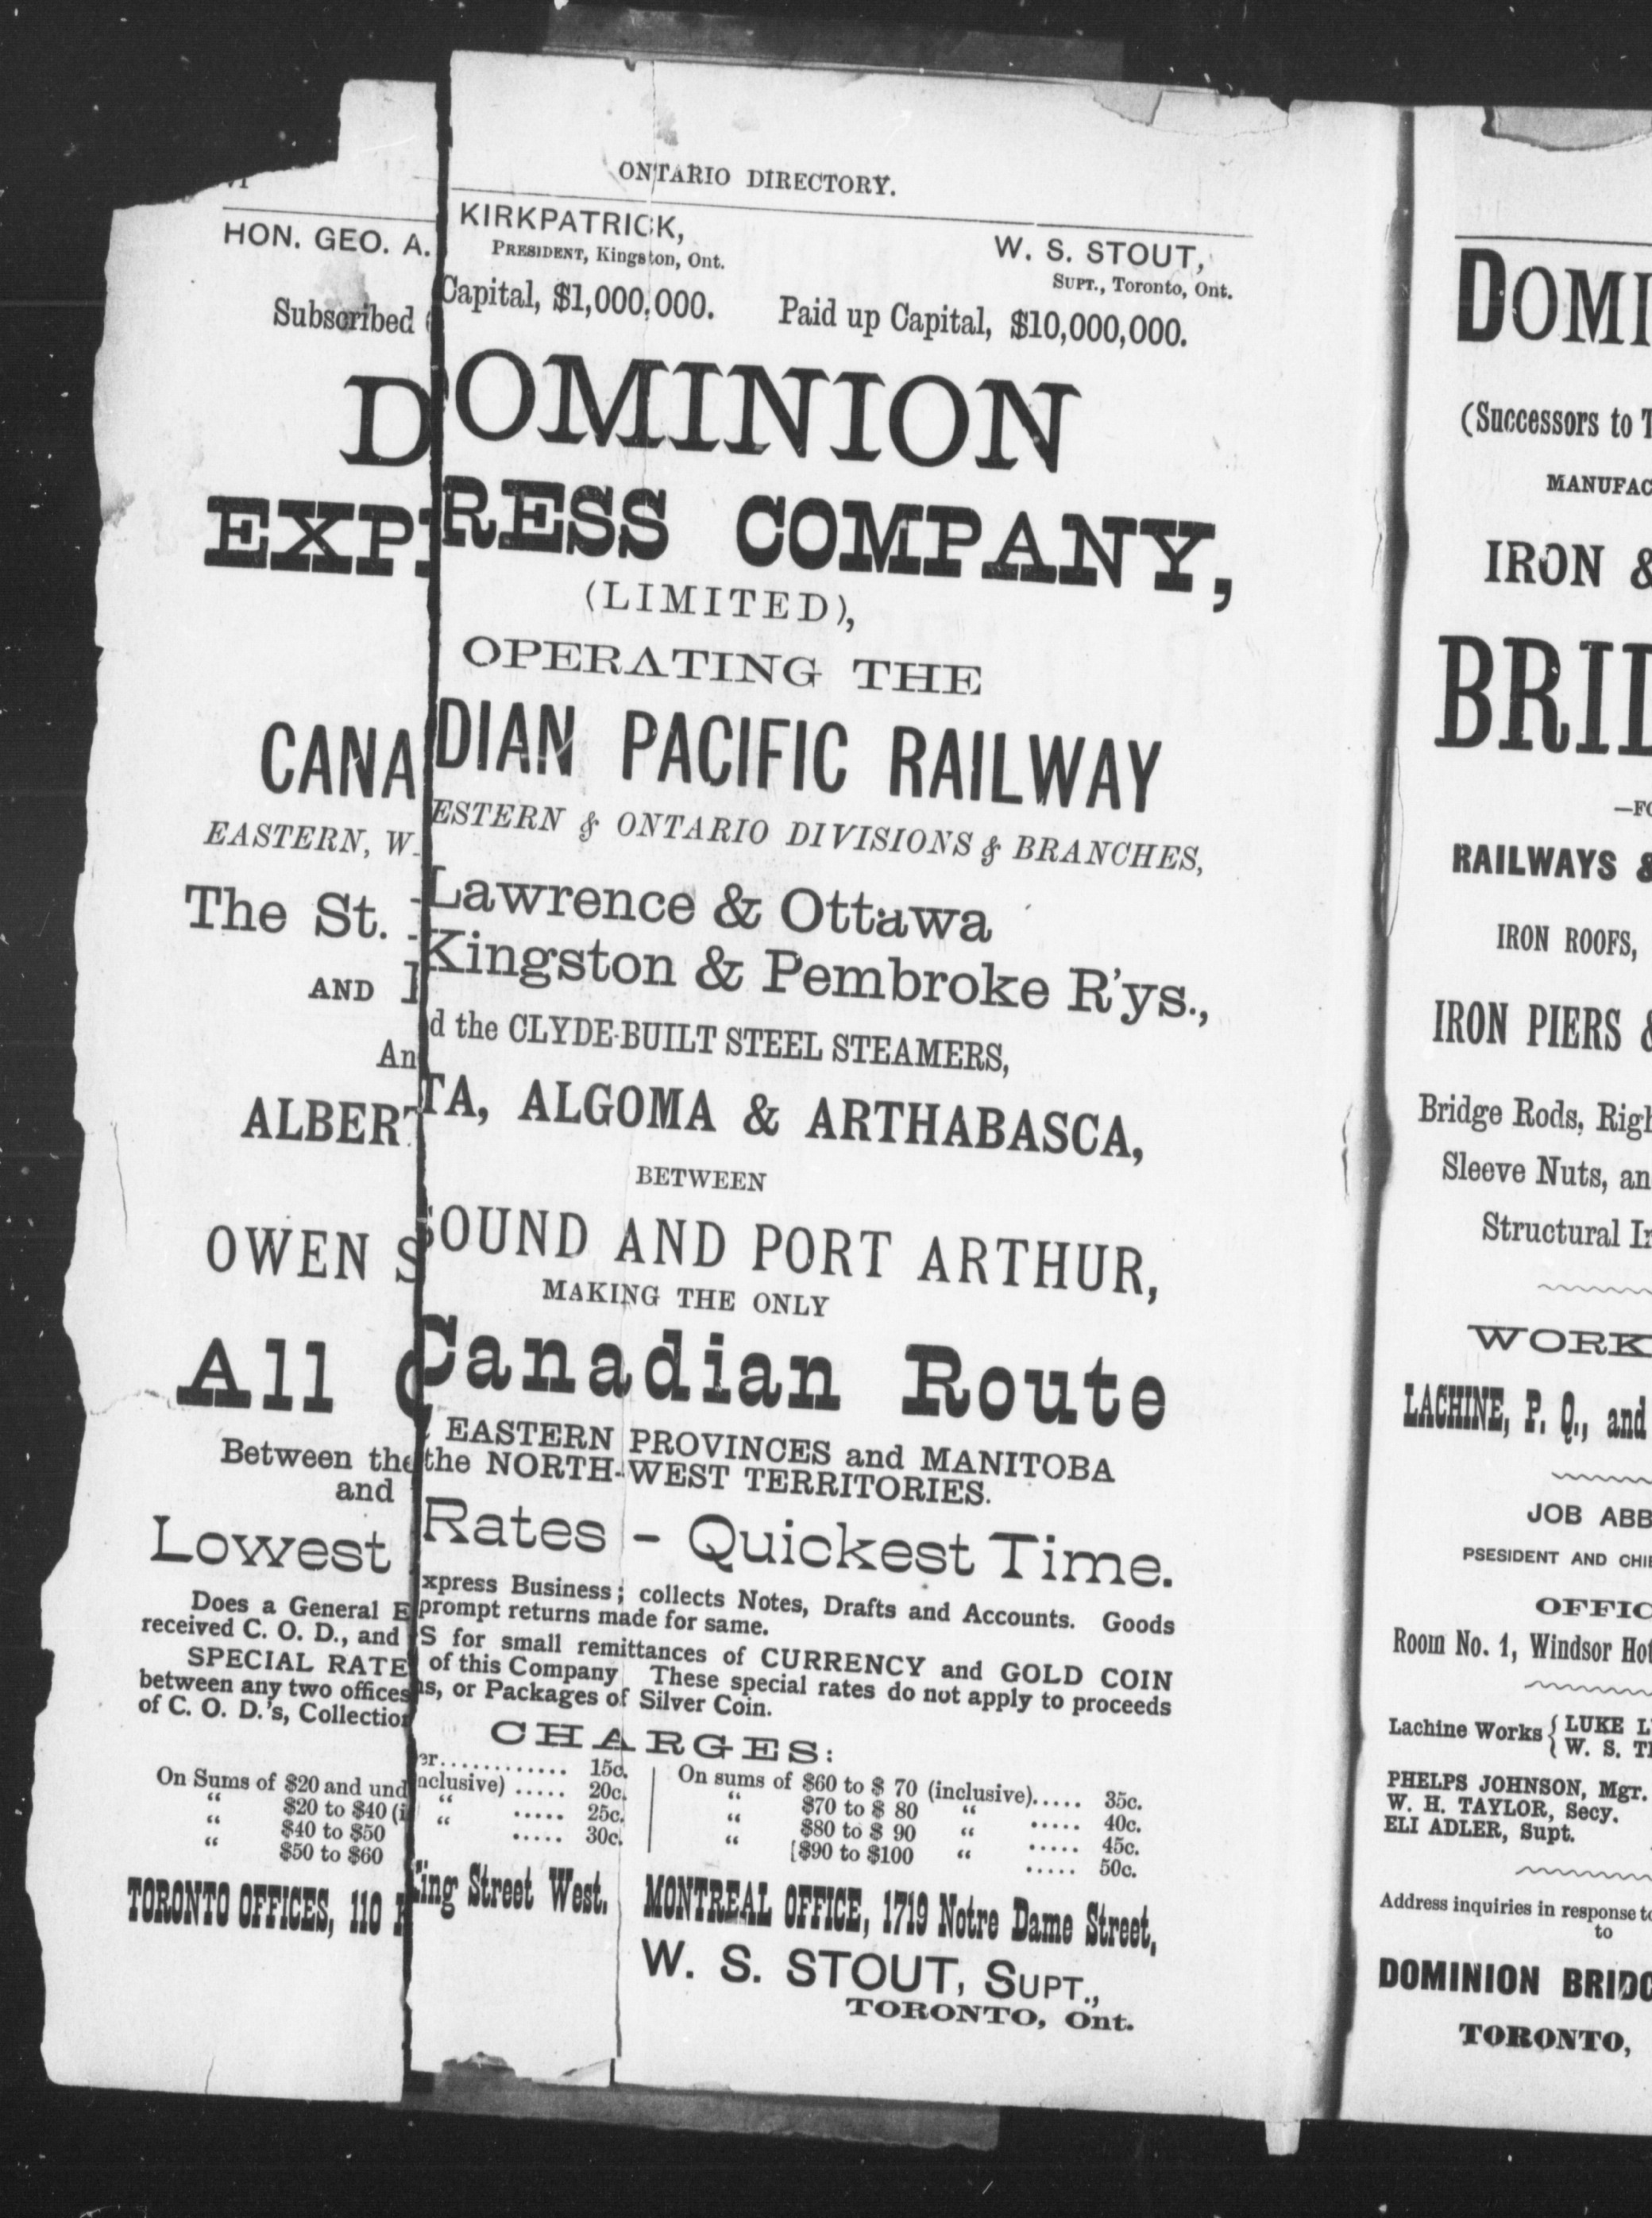 VI
ONTARIO DIRECTORY.
HON. GEO. A. KIRKPATRICK,
PRESIDENT, Kingston, Ont.
W. S. STOUT,
SUPT., Toronto, Ont.
Subscribed Capital, $1,000,000. Paid up Capital, $10,000,000.
DOMINION
EXPRESS COMPANY,
(LIMITED),
OPERATING THE
CANADIAN PACIFIC RAILWAY
EASTERN, WESTERN & ONTARIO DIVISIONS & BRANCHES,
The St. Lawrence & Ottawa
AND Kingston & Pembroke R'ys.,
And the CLYDE-BUILT STEEL STEAMERS,
ALBERTA, ALGOMA & ARTHABASCA,
BETWEEN
OWEN SOUND AND PORT ARTHUR,
MAKING THE ONLY
All Canadian Route
Between the EASTERN PROVINCES and MANITOBA
and the NORTH-WEST TERRITORIES.
Lowest Rates - Quickest Time.
Does a General Express Business; collects Notes, Drafts and Accounts. Goods
received C. O. D., and prompt returns made for same.
SPECIAL RATES for small remittances of CURRENCY and GOLD COIN
between any two offices of this Company These special rates do not apply to proceeds
of C. O. D.'s, Collections, or Packages of Silver Coin.
CHARGES:
On Sums of $20 and under............ 15c.
" $20 to $40 (inclusive) ..... 20c.
" $40 to $50 " ..... 25c.
" $50 to $60 " ..... 30c.
On sums of $60 to $ 70 (inclusive)..... 35c.
" $70 to $ 80 " ..... 40c.
" $80 to $ 90 " ..... 45c.
" [$90 to $100 " ..... 50c.
TORONTO OFFICES, 110 King Street West. MONTREAL OFFICE, 1719 Notre Dame Street,
W. S. STOUT, SUPT.,
TORONTO, Ont.
DOMI
(Successors to T
MANUFAC
IRON &
BRID
—FO
RAILWAYS &
IRON ROOFS,
IRON PIERS &
Bridge Rods, Righ
Sleeve Nuts, an
Structural Ir
WORK
LACHINE, P. Q., and
JOB ABB
PSESIDENT AND CHIE
OFFIC
Room No. 1, Windsor Hot
Lachine Works { LUKE L
W. S. T
PHELPS JOHNSON, Mgr.
W. H. TAYLOR, Secy.
ELI ADLER, Supt.
Address inquiries in response to
to
DOMINION BRIDG
TORONTO,